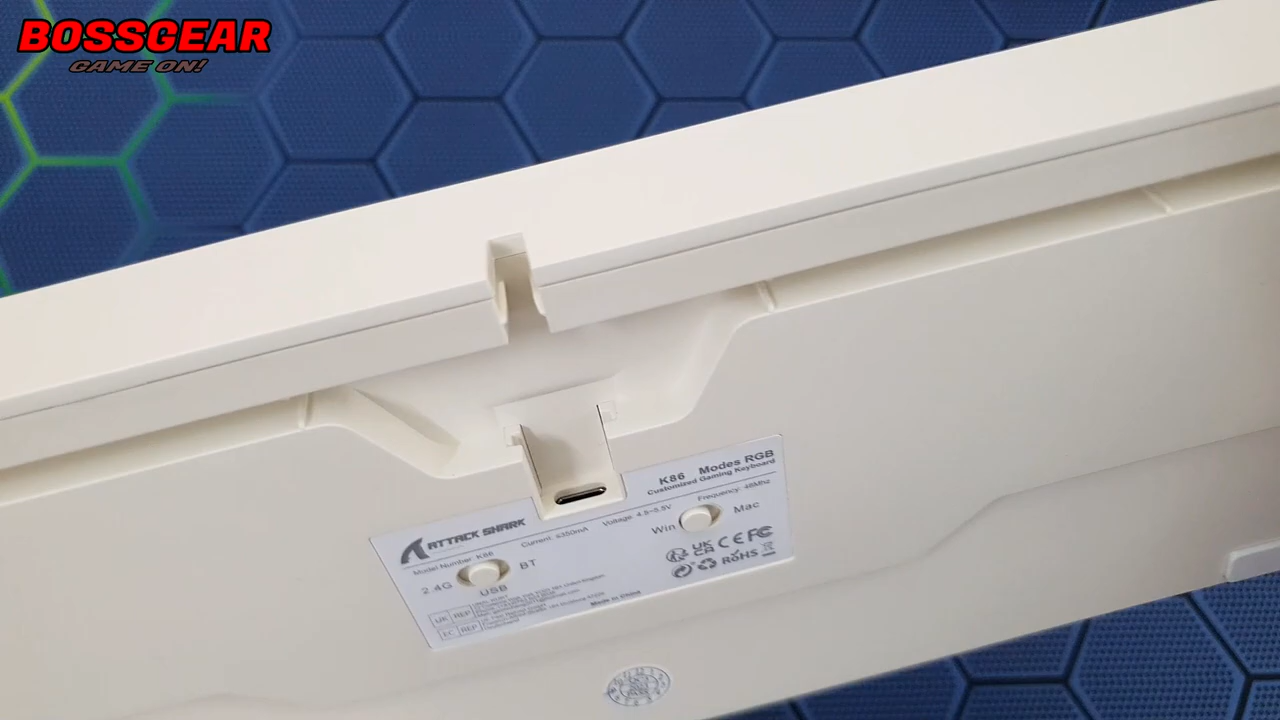 BOSSGEAR
GAME ON!
K86 Modes RGB
Customized Gaming Keyboard
ATTACK SHARK
Current: ≤350mA
Voltage: 4.8~5.5V
Frequency: 48Mhz
Model Number: K86
Win
Mac
2.4G
BT
USB
UK
CA
CE
FC
RoHS
UK REP
EC REP
Made in China